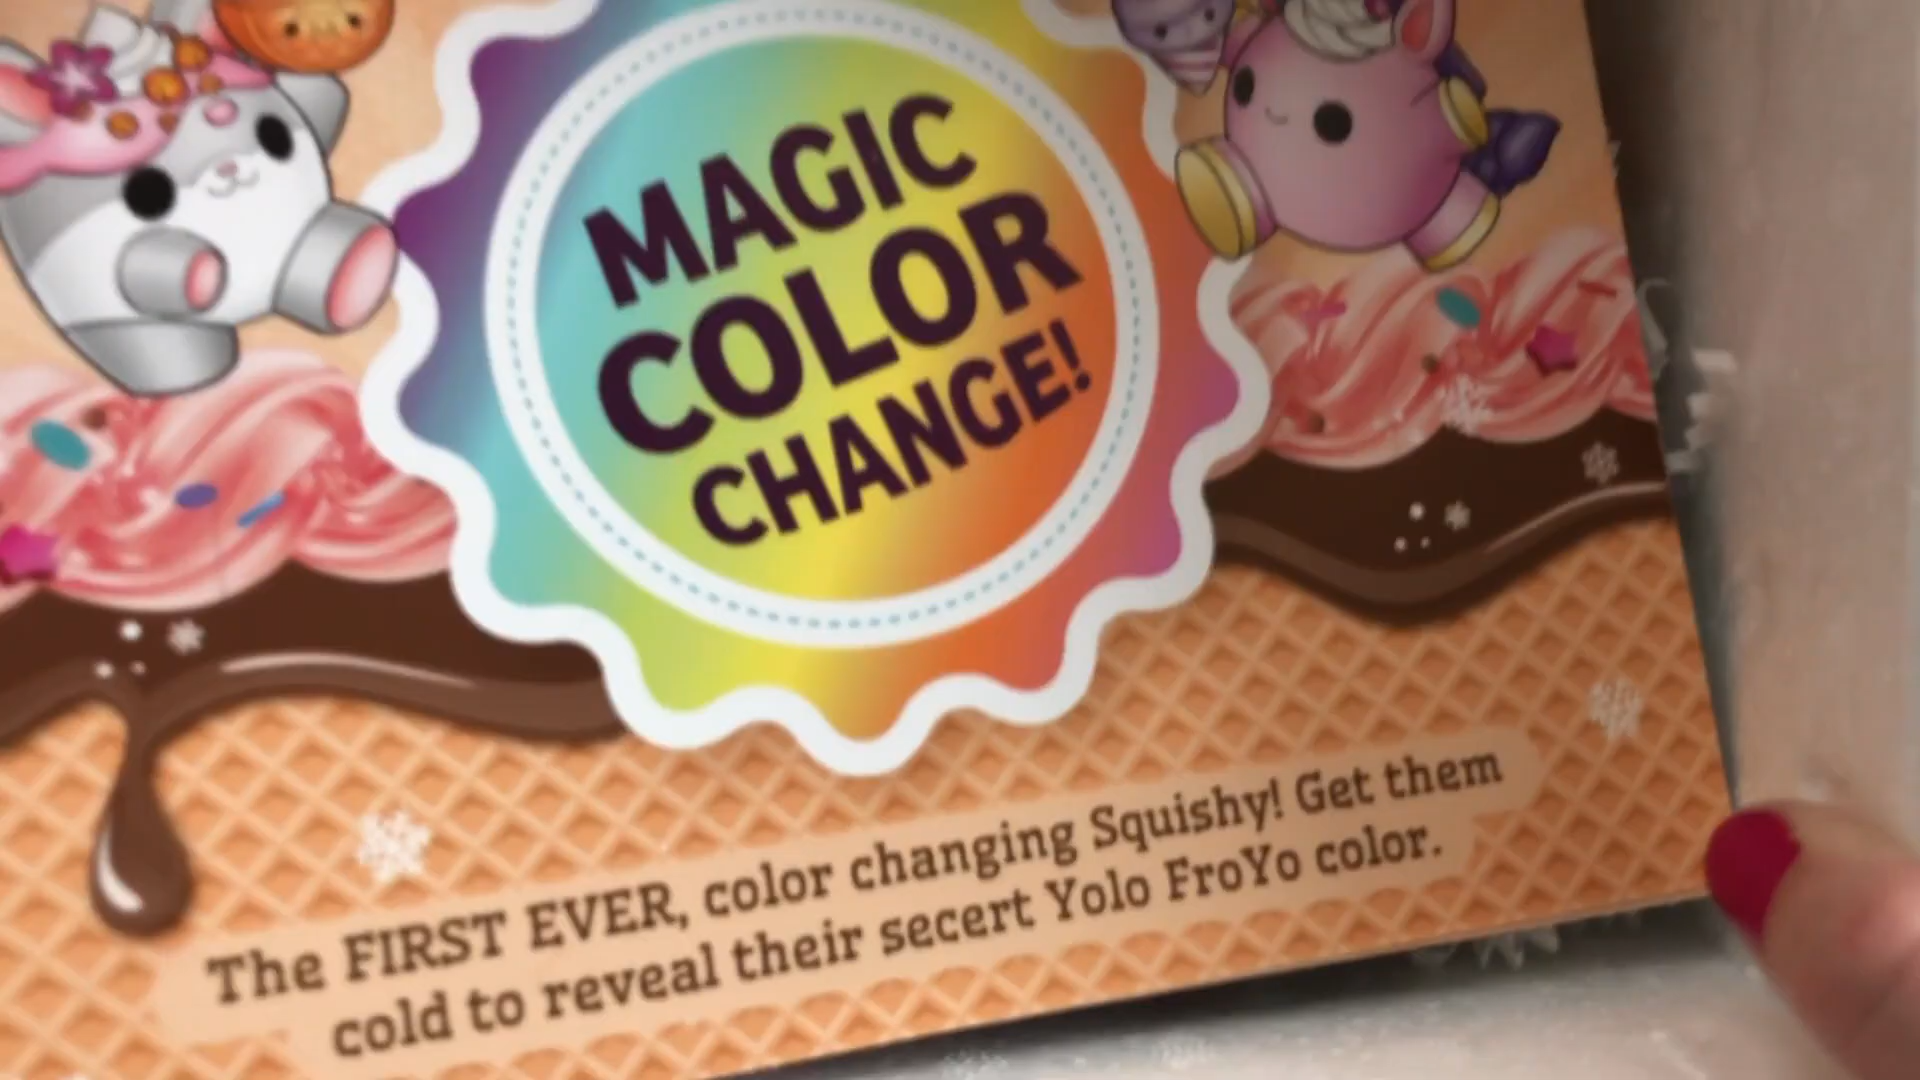 MAGIC
COLOR
CHANGE!
The FIRST EVER, color changing Squishy! Get them
cold to reveal their secert Yolo FroYo color.